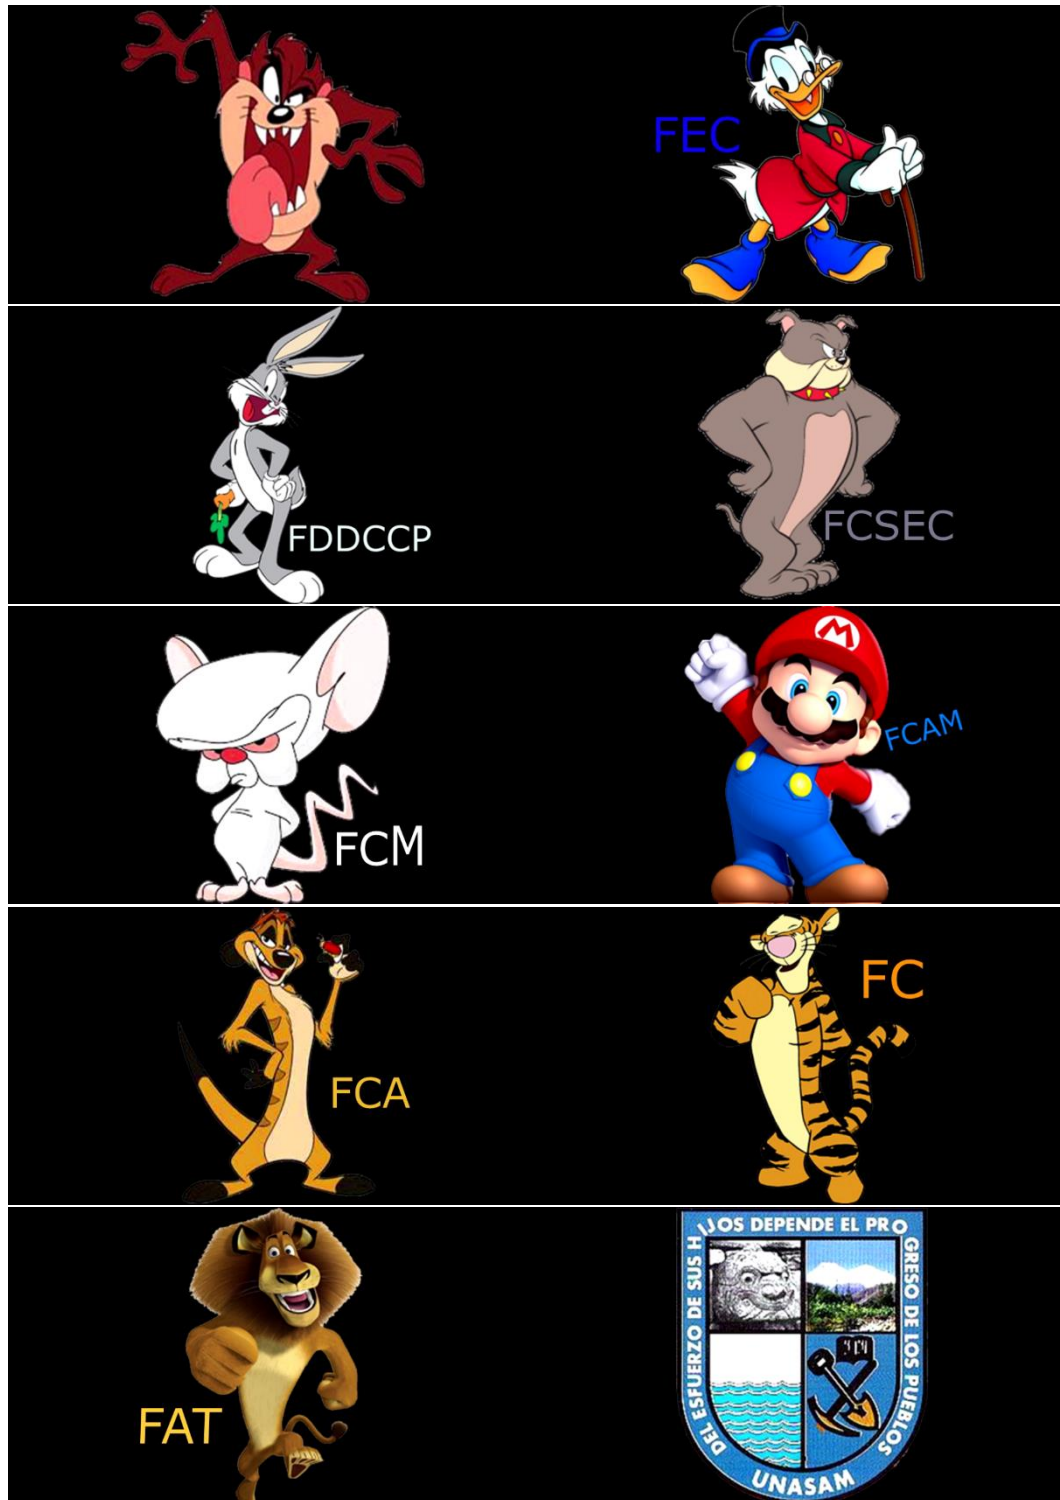 FEC
FDDCCP
FCSEC
FCM
M
FCAM
FCA
FC
FAT
DEL ESFUERZO DE SUS HIJOS DEPENDE EL PROGRESO DE LOS PUEBLOS
UNASAM